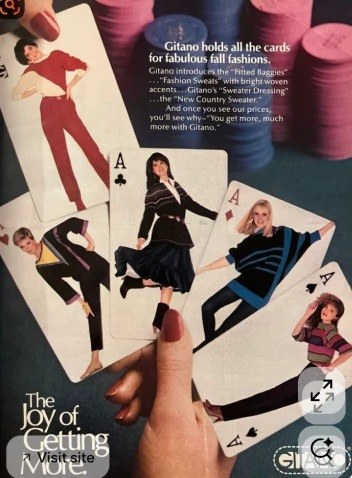 Gitano holds all the cards
for fabulous fall fashions.
Gitano introduces the "Fitted Baggies"
..."Fashion Sweats" with bright woven
accents...Gitano's "Sweater Dressing"
...the "New Country Sweater."
And once you see our prices,
you'll see why–"You get more, much
more with Gitano."
A
A
A
A
A
The
Joy of
Getting
More.
Visit site